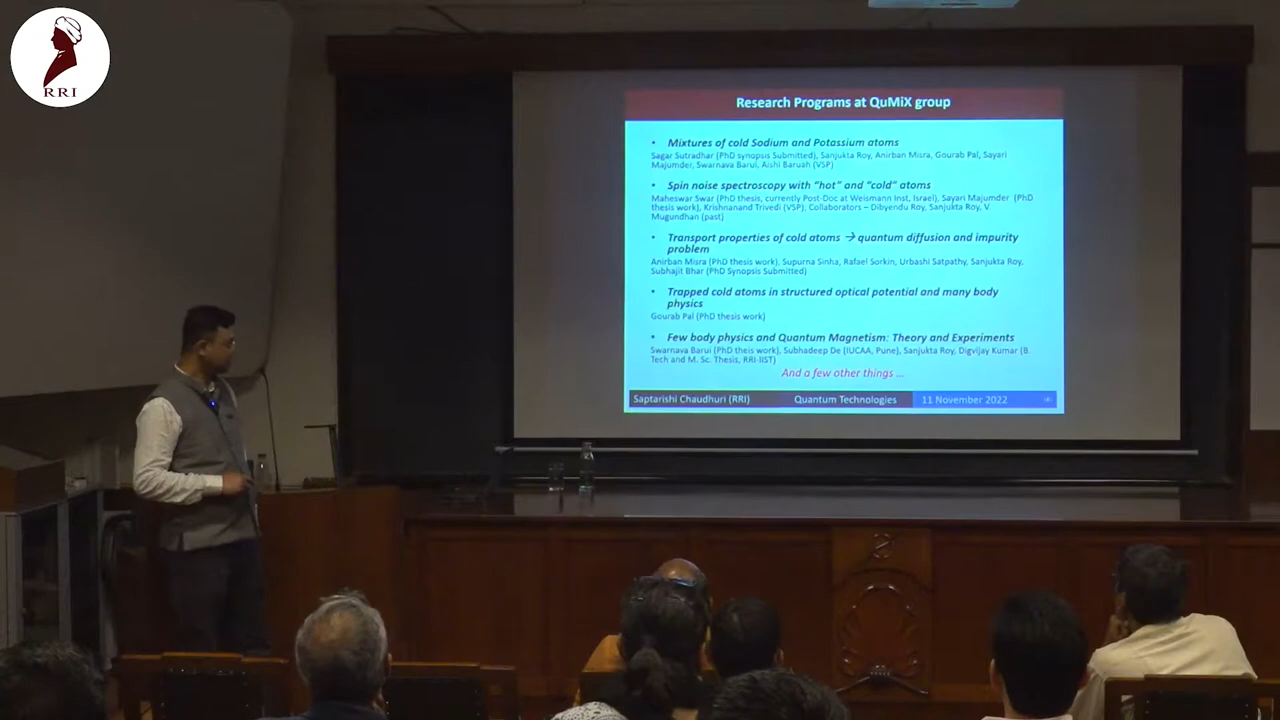 RRI
Research Programs at QuMiX group
• Mixtures of cold Sodium and Potassium atoms
Sagar Sutradhar (PhD synopsis Submitted), Sanjukta Roy, Anirban Misra, Gourab Pal, Sayari
Majumder, Swarnava Barui, Aishi Baruah (VSP)
• Spin noise spectroscopy with “hot” and “cold” atoms
Maheswar Swar (PhD thesis, currently Post-Doc at Weismann Inst, Israel), Sayari Majumder (PhD
thesis work), Krishnanand Trivedi (VSP), Collaborators – Dibyendu Roy, Sanjukta Roy, V.
Mugundhan (past)
• Transport properties of cold atoms → quantum diffusion and impurity
problem
Anirban Misra (PhD thesis work), Supurna Sinha, Rafael Sorkin, Urbashi Satpathy, Sanjukta Roy,
Subhajit Bhar (PhD Synopsis Submitted)
• Trapped cold atoms in structured optical potential and many body
physics
Gourab Pal (PhD thesis work)
• Few body physics and Quantum Magnetism: Theory and Experiments
Swarnava Barui (PhD theis work), Subhadeep De (IUCAA, Pune), Sanjukta Roy, Digvijay Kumar (B.
Tech and M. Sc. Thesis, RRI-IIST)
And a few other things ...
Saptarishi Chaudhuri (RRI) Quantum Technologies 11 November 2022